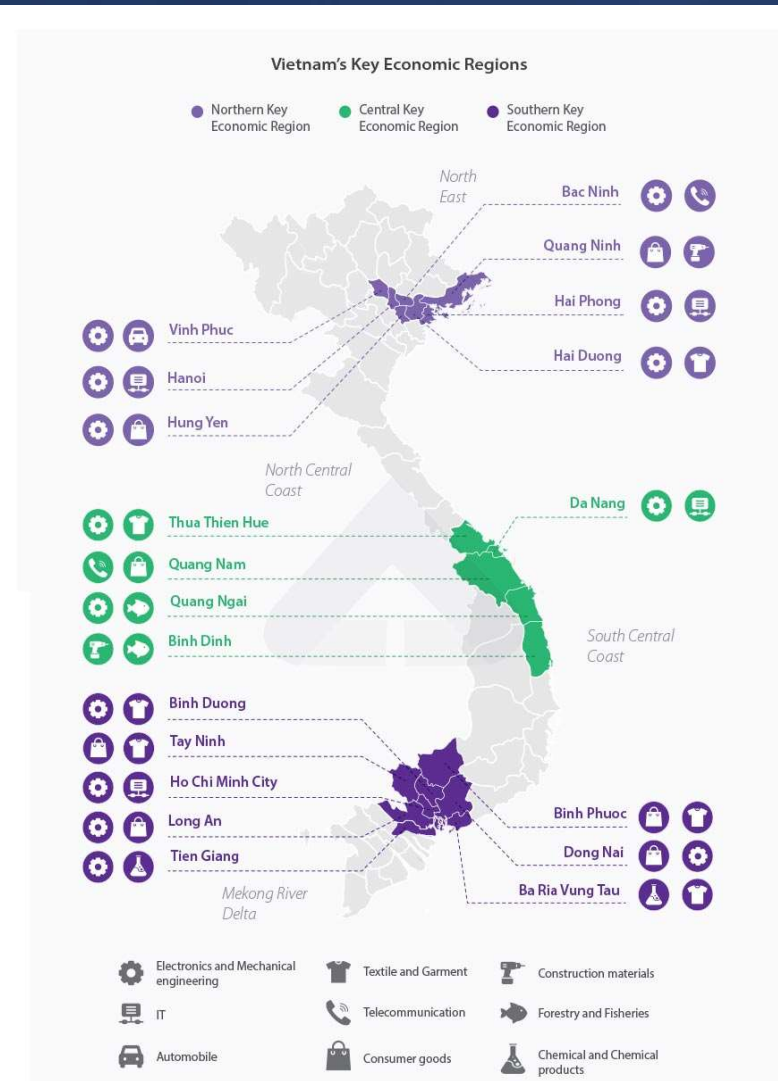 Vietnam's Key Economic Regions
Northern Key
Economic Region
Central Key
Economic Region
Southern Key
Economic Region
North
East
Bac Ninh
Quang Ninh
Hai Phong
Hai Duong
Vinh Phuc
Hanoi
Hung Yen
North Central
Coast
Da Nang
Thua Thien Hue
Quang Nam
Quang Ngai
Binh Dinh
South Central
Coast
Binh Duong
Tay Ninh
Ho Chi Minh City
Long An
Tien Giang
Binh Phuoc
Dong Nai
Ba Ria Vung Tau
Mekong River
Delta
Electronics and Mechanical
engineering
Textile and Garment
Construction materials
IT
Telecommunication
Forestry and Fisheries
Automobile
Consumer goods
Chemical and Chemical
products